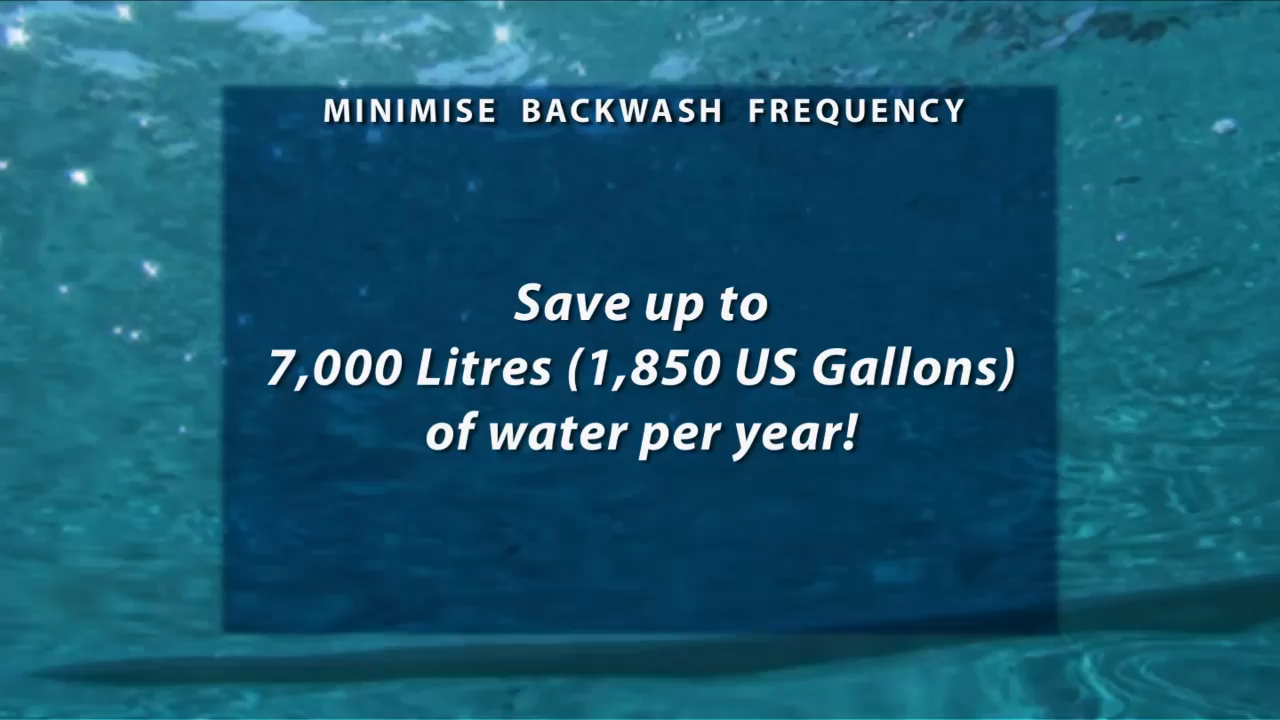 MINIMISE BACKWASH FREQUENCY
Save up to
7,000 Litres (1,850 US Gallons)
of water per year!